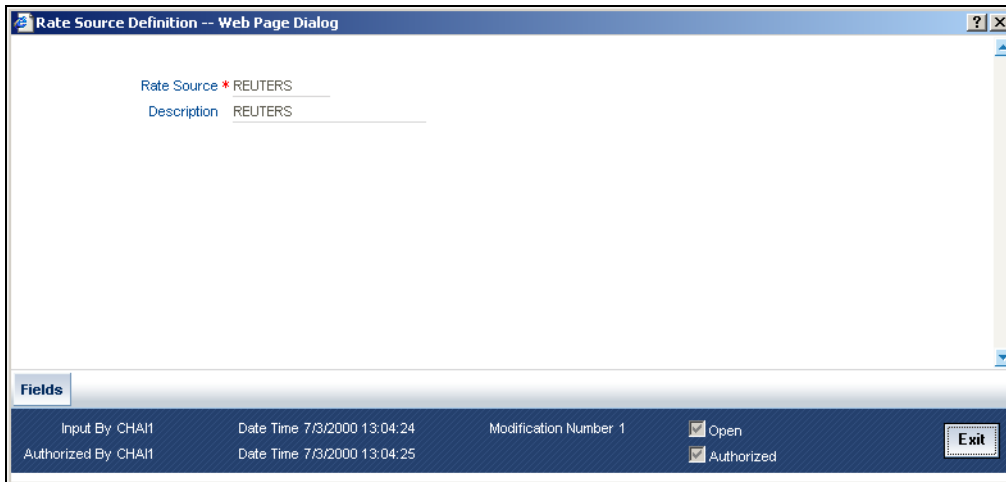 Rate Source Definition -- Web Page Dialog ? X
Rate Source * REUTERS
Description REUTERS
Fields
Input By CHAI1 Date Time 7/3/2000 13:04:24 Modification Number 1 Open
Authorized By CHAI1 Date Time 7/3/2000 13:04:25 Authorized
Exit